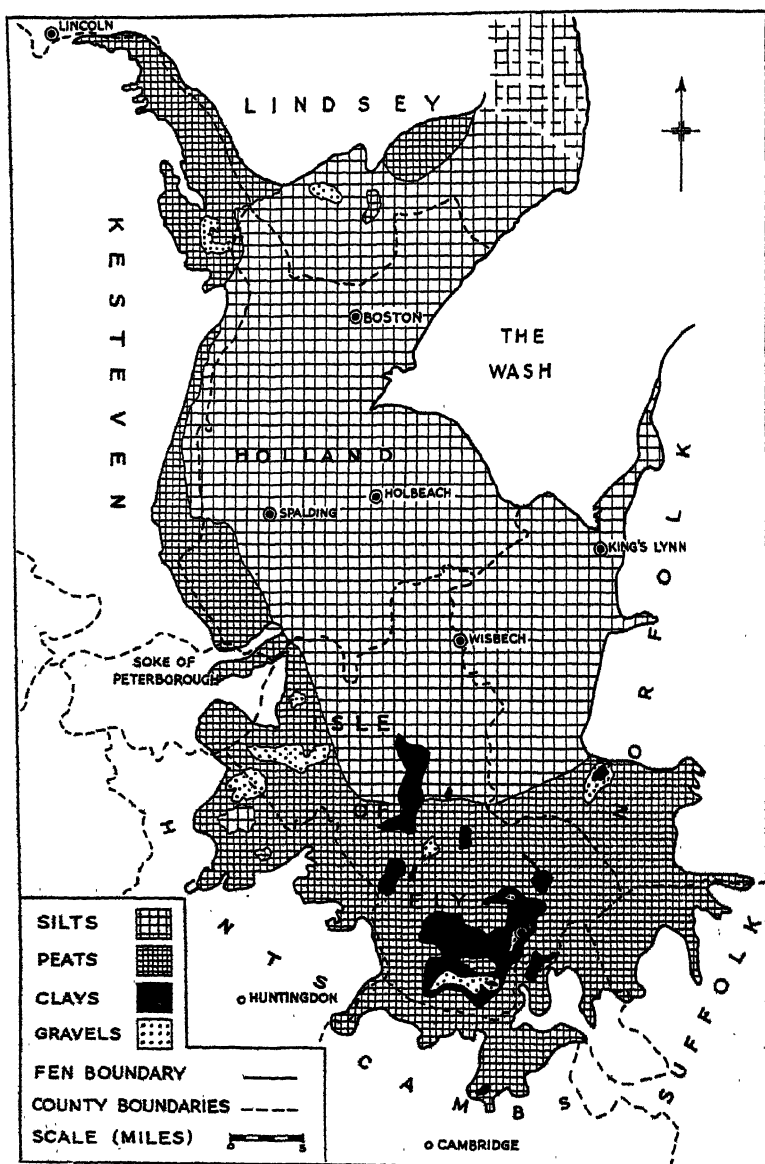 LINCOLN
LINDSEY
KESTEVEN
BOSTON
THE
WASH
HOLLAND
HOLBEACH
SPALDING
KING'S LYNN
NORFOLK
WISBECH
SOKE OF
PETERBOROUGH
ISLE
OF
ELY
HUNTS
SUFFOLK
SILTS
PEATS
CLAYS
GRAVELS
HUNTINGDON
FEN BOUNDARY
COUNTY BOUNDARIES
SCALE (MILES)
0 5
CAMBS
CAMBRIDGE